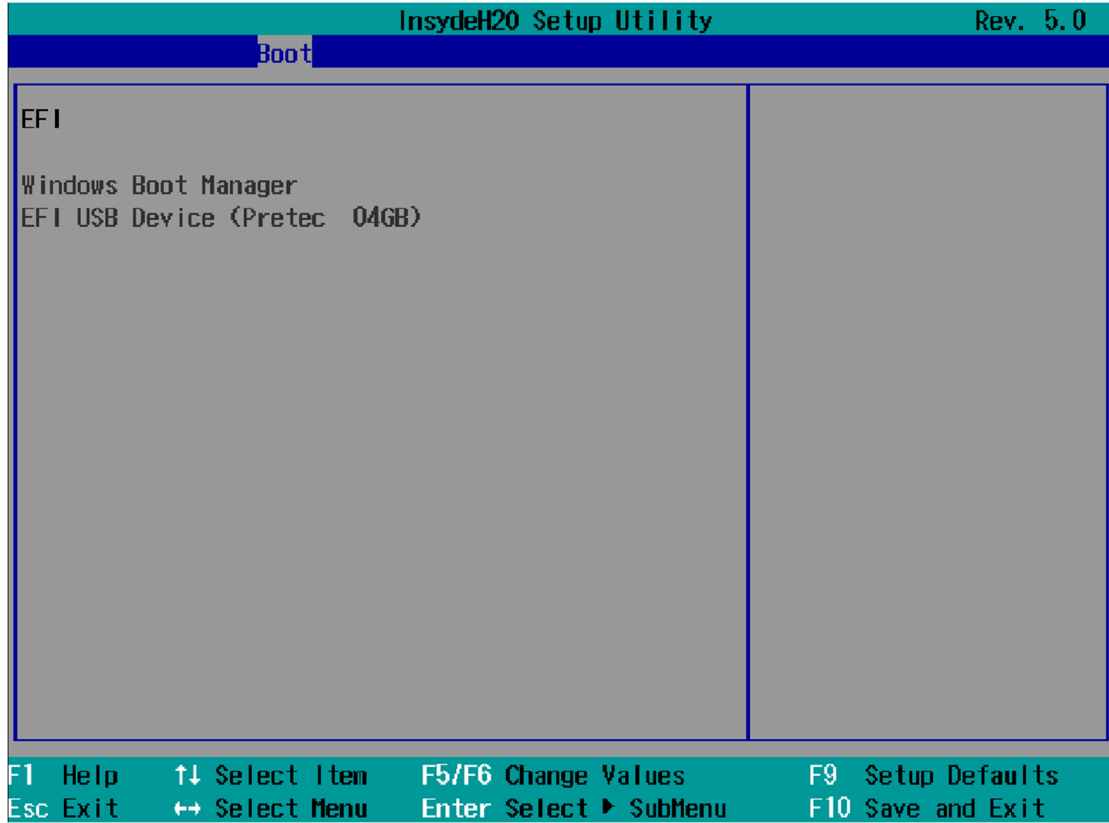 InsydeH20 Setup Utility Rev. 5.0
Boot
EFI
Windows Boot Manager
EFI USB Device (Pretec 04GB)
F1 Help ↑↓ Select Item F5/F6 Change Values F9 Setup Defaults
Esc Exit ←→ Select Menu Enter Select ▶ SubMenu F10 Save and Exit